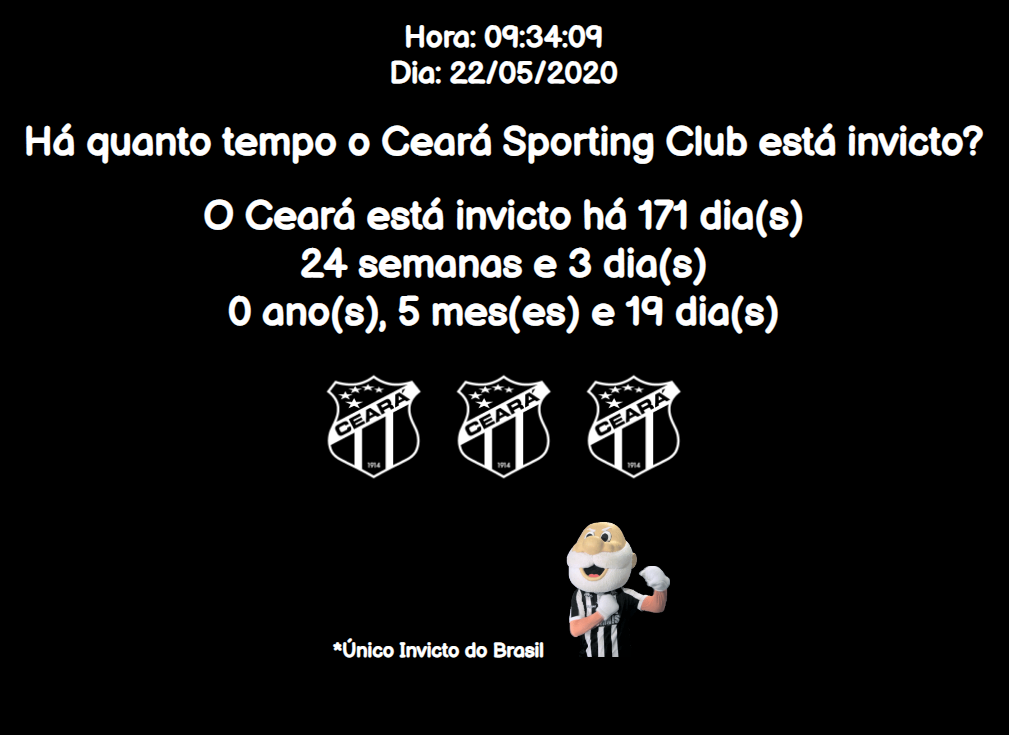 Hora: 09:34:09
Dia: 22/05/2020
Há quanto tempo o Ceará Sporting Club está invicto?
O Ceará está invicto há 171 dia(s)
24 semanas e 3 dia(s)
0 ano(s), 5 mes(es) e 19 dia(s)
CEARÁ CEARÁ CEARÁ
1914 1914 1914
*Único Invicto do Brasil